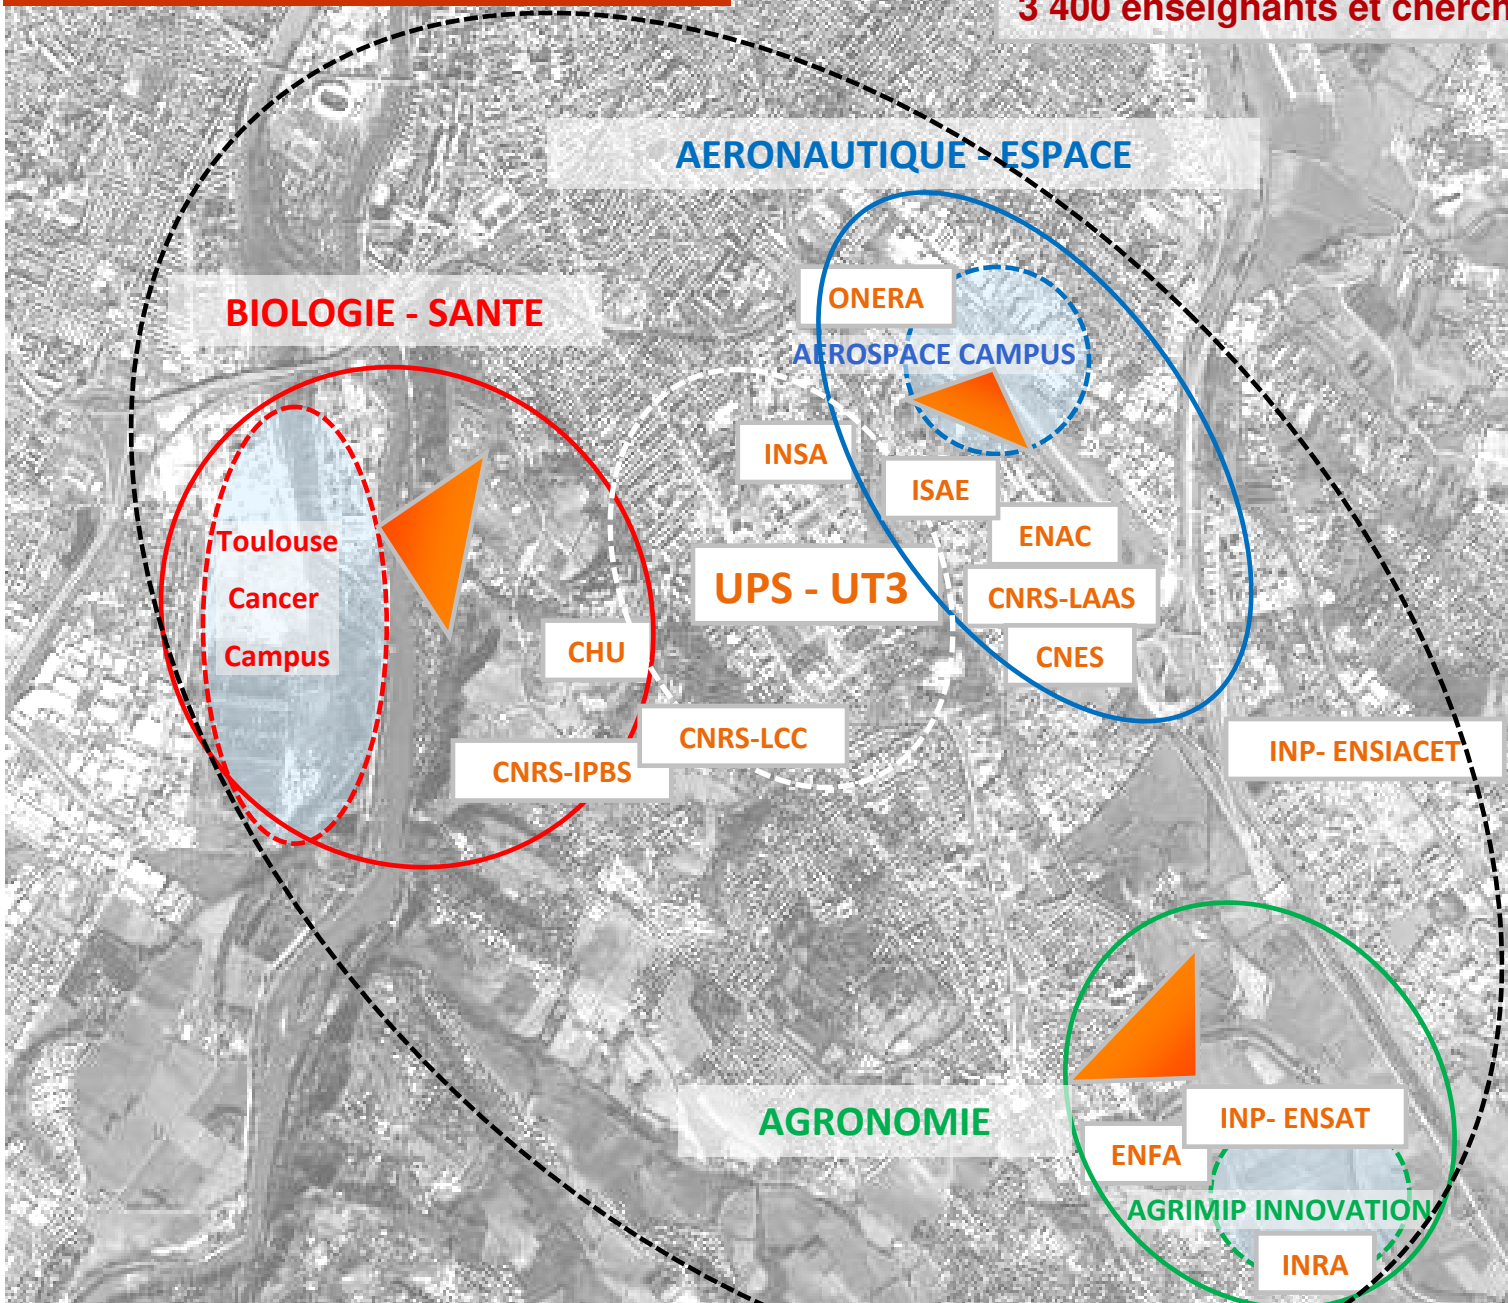 3 400 enseignants et cherch
AERONAUTIQUE - ESPACE
BIOLOGIE - SANTE
ONERA
AEROSPACE CAMPUS
INSA
ISAE
ENAC
Toulouse
Cancer
Campus
UPS - UT3
CNRS-LAAS
CHU
CNES
CNRS-LCC
INP- ENSIACET
CNRS-IPBS
AGRONOMIE
INP- ENSAT
ENFA
AGRIMIP INNOVATION
INRA